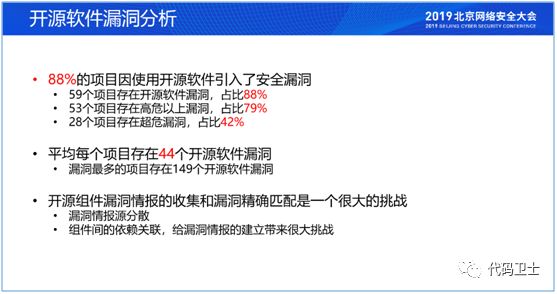 开源软件漏洞分析
2019 北京网络安全大会
2019 BEIJING CYBER SECURITY CONFERENCE
• 88%的项目因使用开源软件引入了安全漏洞
• 59个项目存在开源软件漏洞，占比88%
• 53个项目存在高危以上漏洞，占比79%
• 28个项目存在超危漏洞，占比42%
• 平均每个项目存在44个开源软件漏洞
• 漏洞最多的项目存在149个开源软件漏洞
• 开源组件漏洞情报的收集和漏洞精确匹配是一个很大的挑战
• 漏洞情报源分散
• 组件间的依赖关联，给漏洞情报的建立带来很大挑战
代码卫士